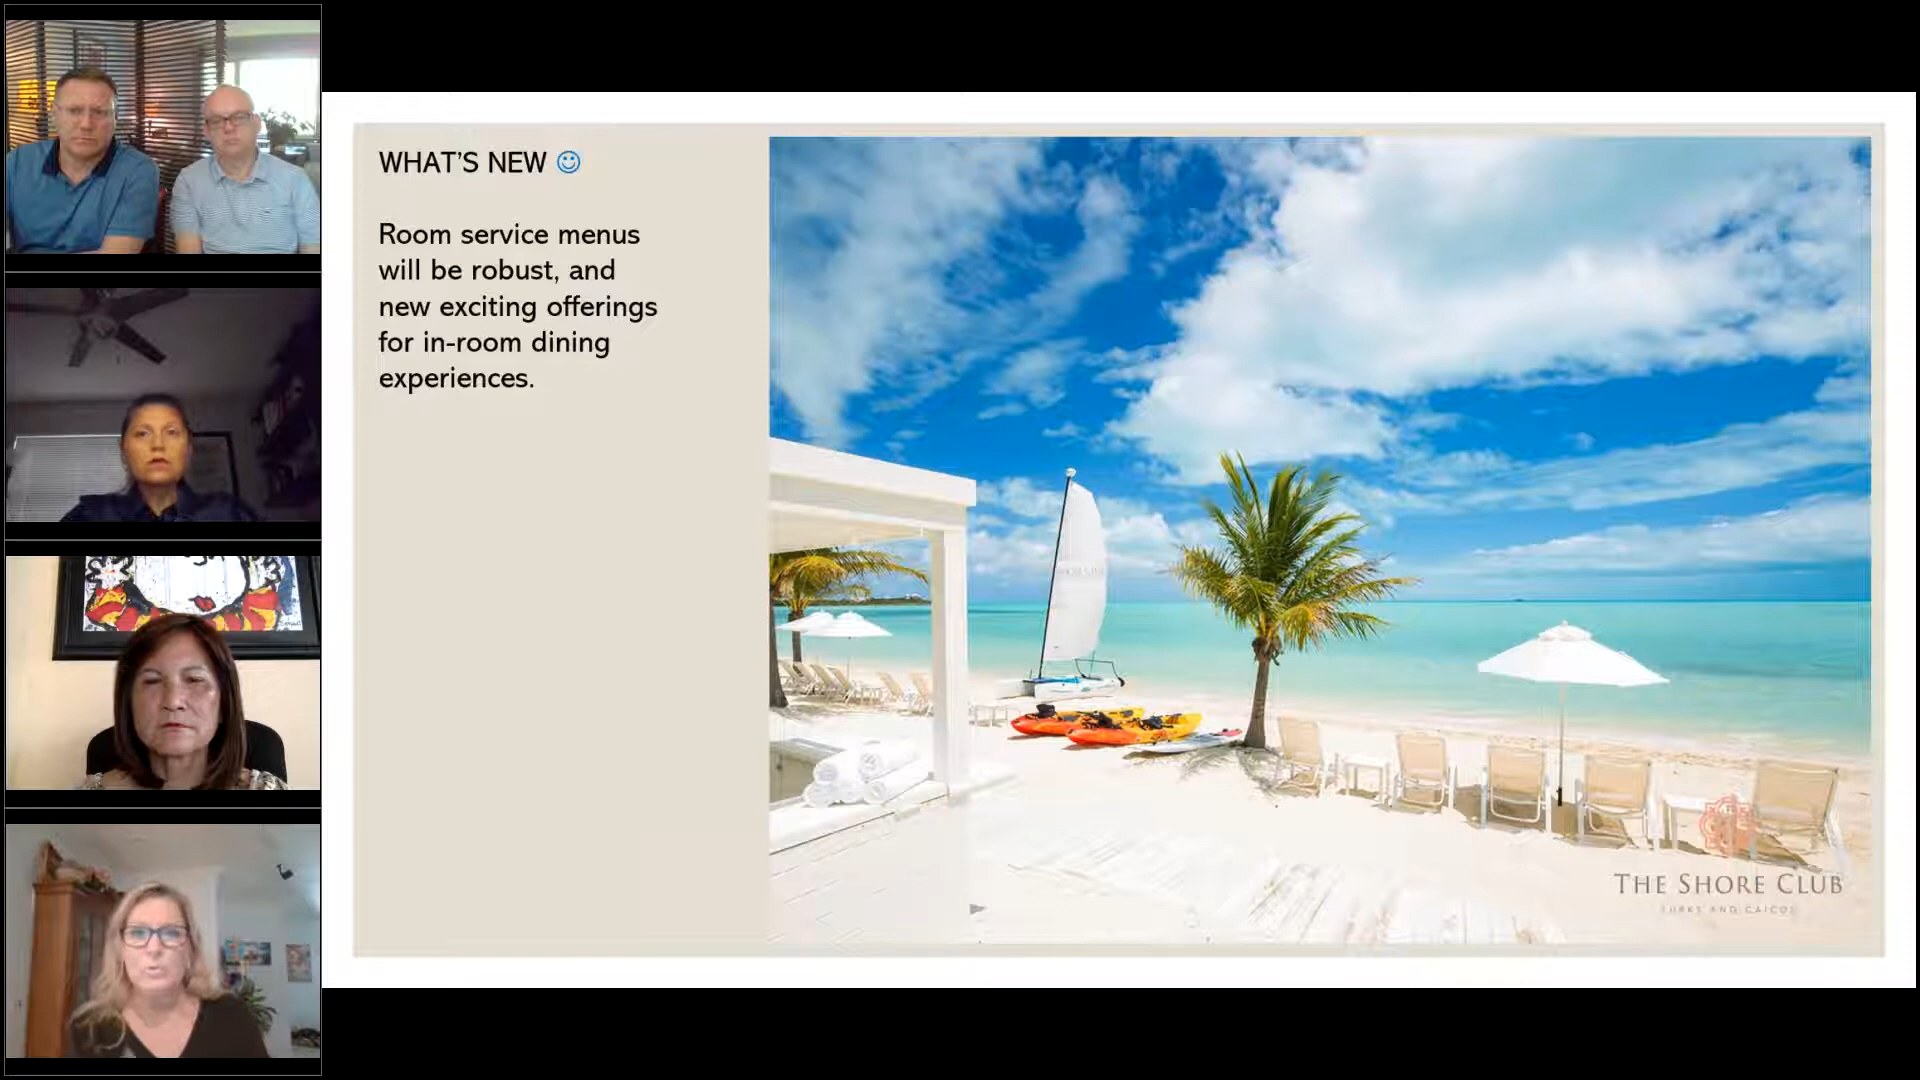 WHAT'S NEW ☺
Room service menus
will be robust, and
new exciting offerings
for in-room dining
experiences.
THE SHORE CLUB
TURKS AND CAICOS